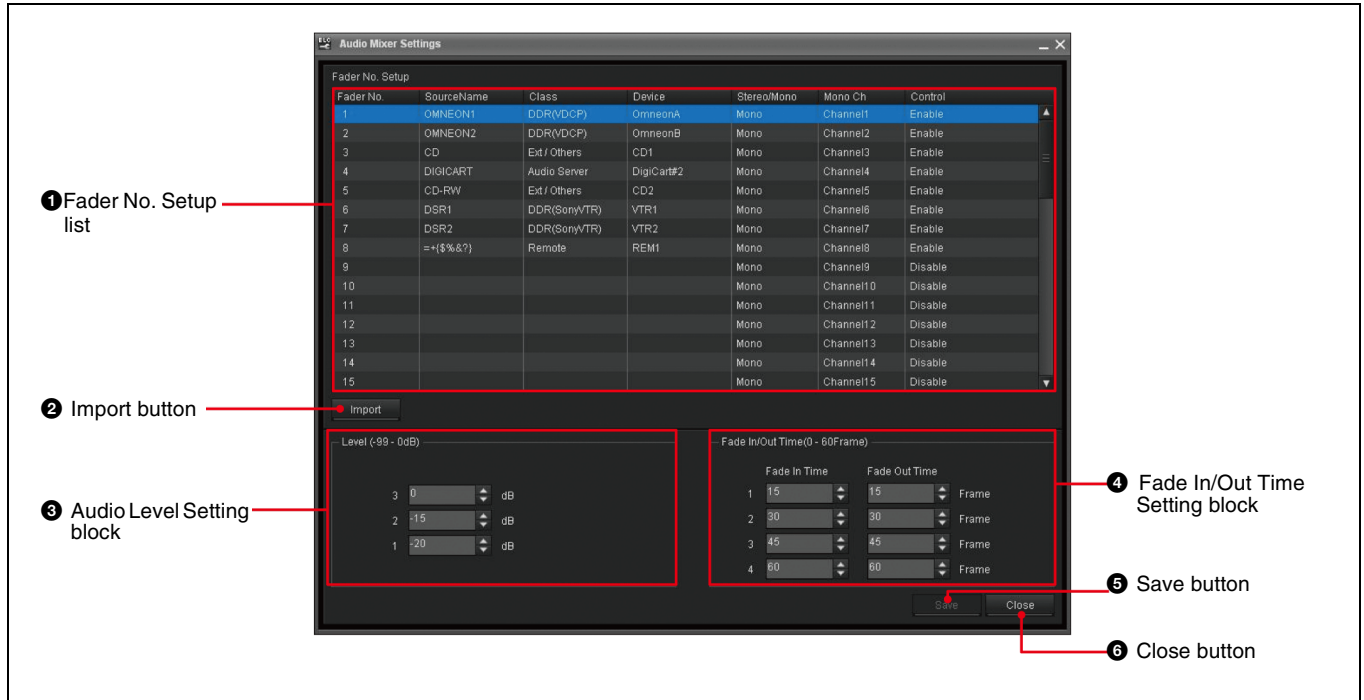 ELC Audio Mixer Settings
Fader No. Setup
Fader No. SourceName Class Device Stereo/Mono Mono Ch Control
1 OMNEON1 DDR(VDCP) OmneonA Mono Channel1 Enable
2 OMNEON2 DDR(VDCP) OmneonB Mono Channel2 Enable
3 CD Ext / Others CD1 Mono Channel3 Enable
4 DIGICART Audio Server DigiCart#2 Mono Channel4 Enable
5 CD-RW Ext / Others CD2 Mono Channel5 Enable
6 DSR1 DDR(SonyVTR) VTR1 Mono Channel6 Enable
7 DSR2 DDR(SonyVTR) VTR2 Mono Channel7 Enable
8 =+{$%&?} Remote REM1 Mono Channel8 Enable
9 Mono Channel9 Disable
10 Mono Channel10 Disable
11 Mono Channel11 Disable
12 Mono Channel12 Disable
13 Mono Channel13 Disable
14 Mono Channel14 Disable
15 Mono Channel15 Disable
❶Fader No. Setup
list
❷ Import button
Import
Level (-99 - 0dB)
3 0 dB
2 -15 dB
1 -20 dB
❸ Audio Level Setting
block
Fade In/Out Time(0 - 60Frame)
Fade In Time Fade Out Time
1 15 15 Frame
2 30 30 Frame
3 45 45 Frame
4 60 60 Frame
❹ Fade In/Out Time
Setting block
Save Close
❺ Save button
❻ Close button